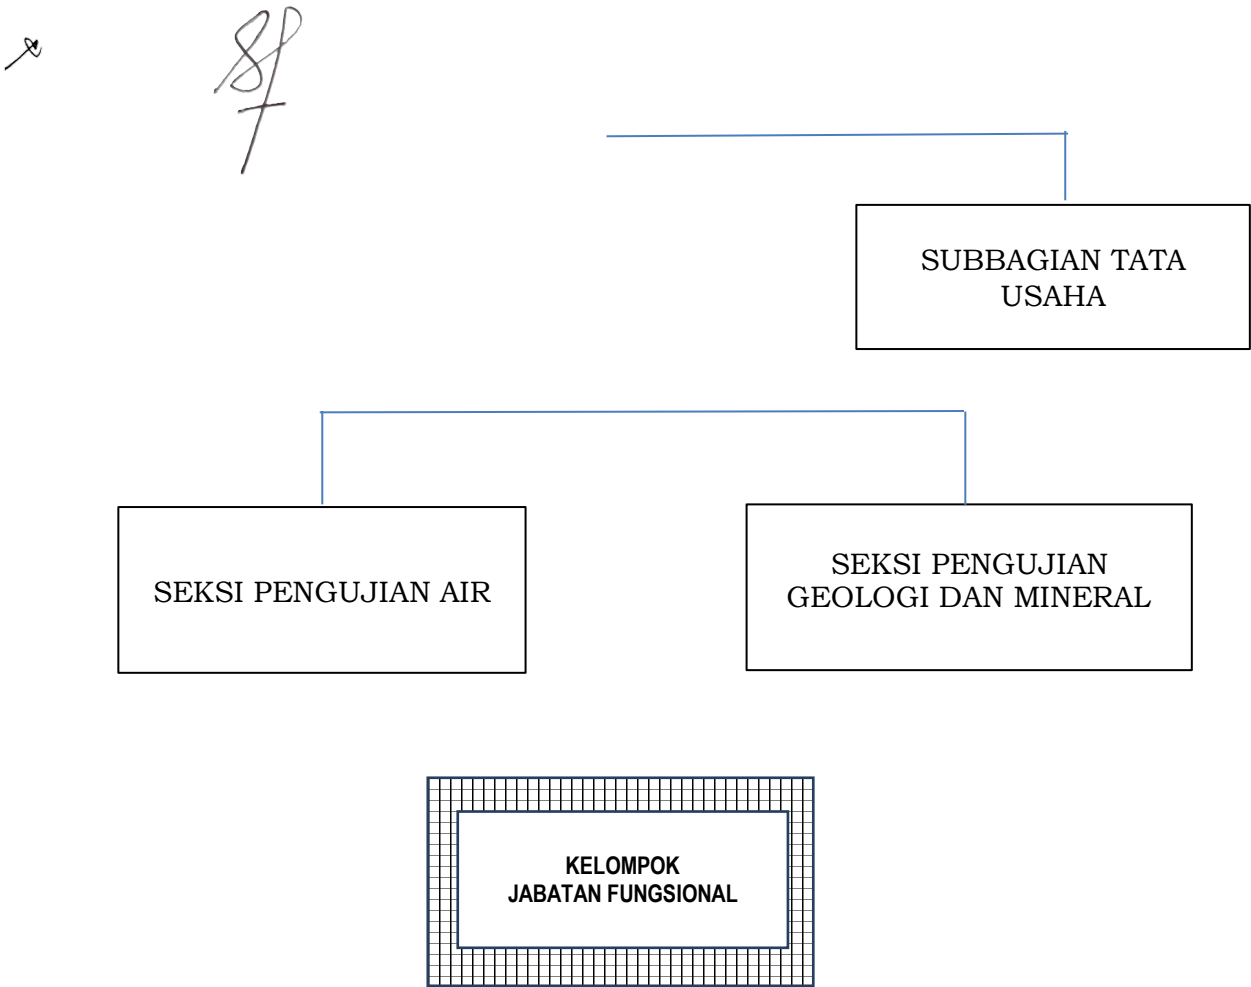 SUBBAGIAN TATA
USAHA
SEKSI PENGUJIAN AIR
SEKSI PENGUJIAN
GEOLOGI DAN MINERAL
KELOMPOK
JABATAN FUNGSIONAL